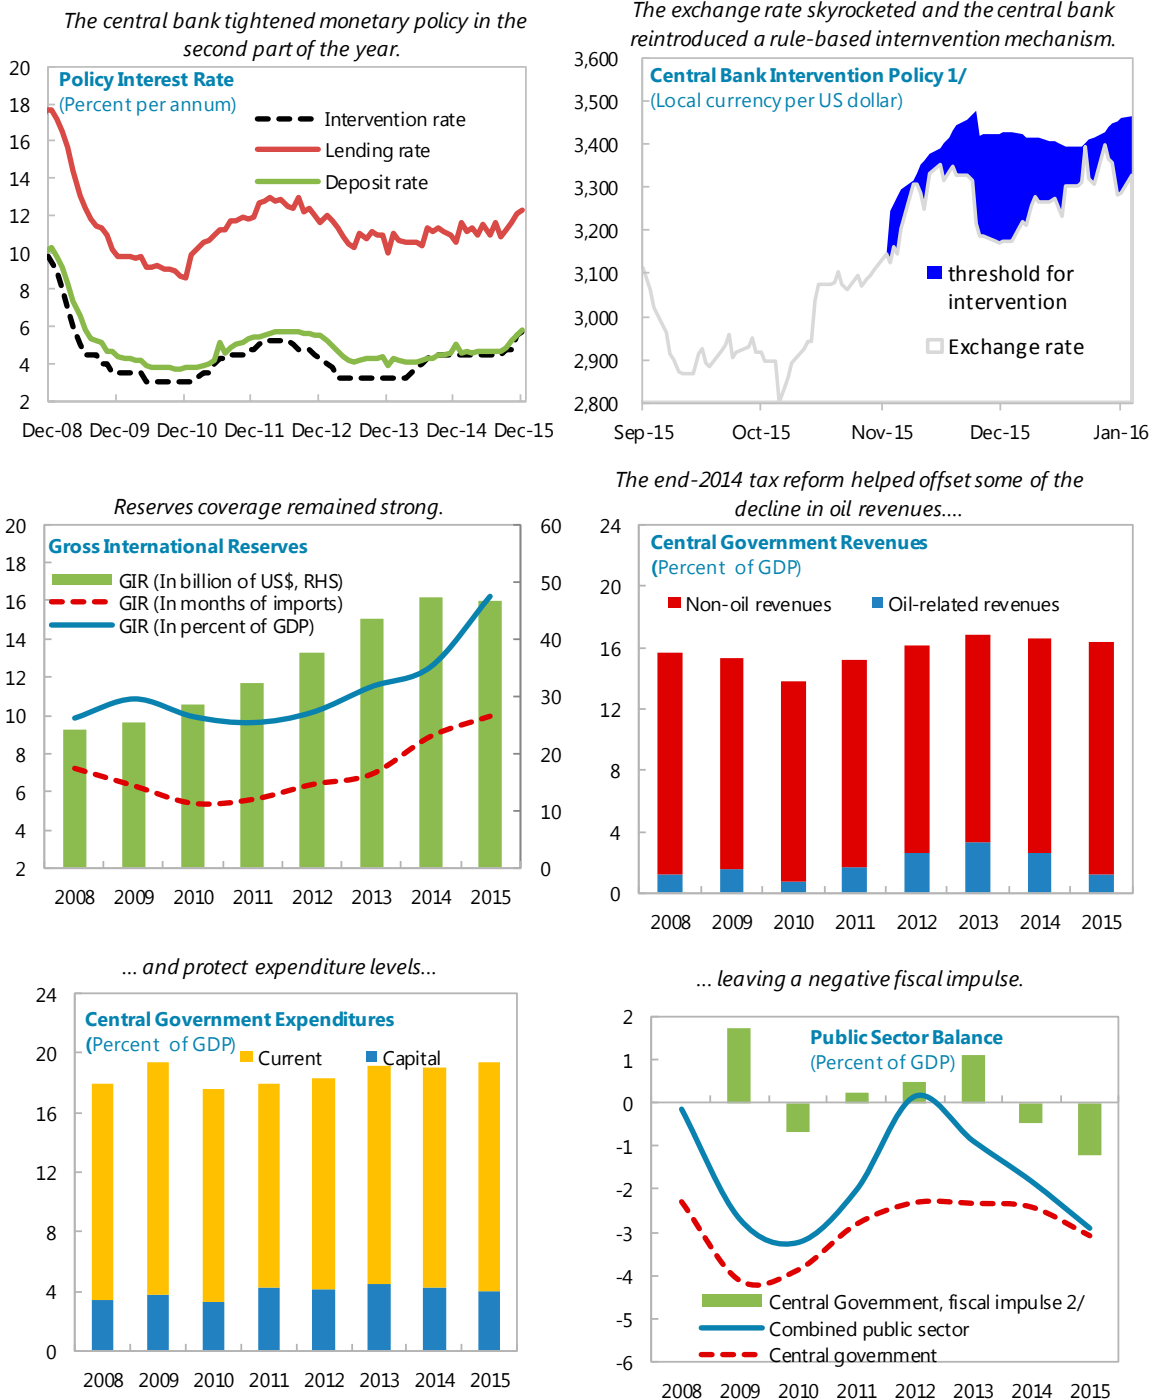 The central bank tightened monetary policy in the
second part of the year.
Policy Interest Rate
(Percent per annum)
Intervention rate
Lending rate
Deposit rate
20
18
16
14
12
10
8
6
4
2
Dec-08 Dec-09 Dec-10 Dec-11 Dec-12 Dec-13 Dec-14 Dec-15
The exchange rate skyrocketed and the central bank
reintroduced a rule-based internvention mechanism.
Central Bank Intervention Policy 1/
(Local currency per US dollar)
3,600
3,500
3,400
3,300
3,200
3,100
3,000
2,900
2,800
threshold for
intervention
Exchange rate
Sep-15 Oct-15 Nov-15 Dec-15 Jan-16
Reserves coverage remained strong.
Gross International Reserves
GIR (In billion of US$, RHS)
GIR (In months of imports)
GIR (In percent of GDP)
20
18
16
14
12
10
8
6
4
2
60
50
40
30
20
10
0
2008 2009 2010 2011 2012 2013 2014 2015
The end-2014 tax reform helped offset some of the
decline in oil revenues....
Central Government Revenues
(Percent of GDP)
Non-oil revenues Oil-related revenues
24
20
16
12
8
4
0
2008 2009 2010 2011 2012 2013 2014 2015
... and protect expenditure levels...
Central Government Expenditures
(Percent of GDP)
Current Capital
24
20
16
12
8
4
0
2008 2009 2010 2011 2012 2013 2014 2015
... leaving a negative fiscal impulse.
Public Sector Balance
(Percent of GDP)
2
1
0
-1
-2
-3
-4
-5
-6
Central Government, fiscal impulse 2/
Combined public sector
Central government
2008 2009 2010 2011 2012 2013 2014 2015